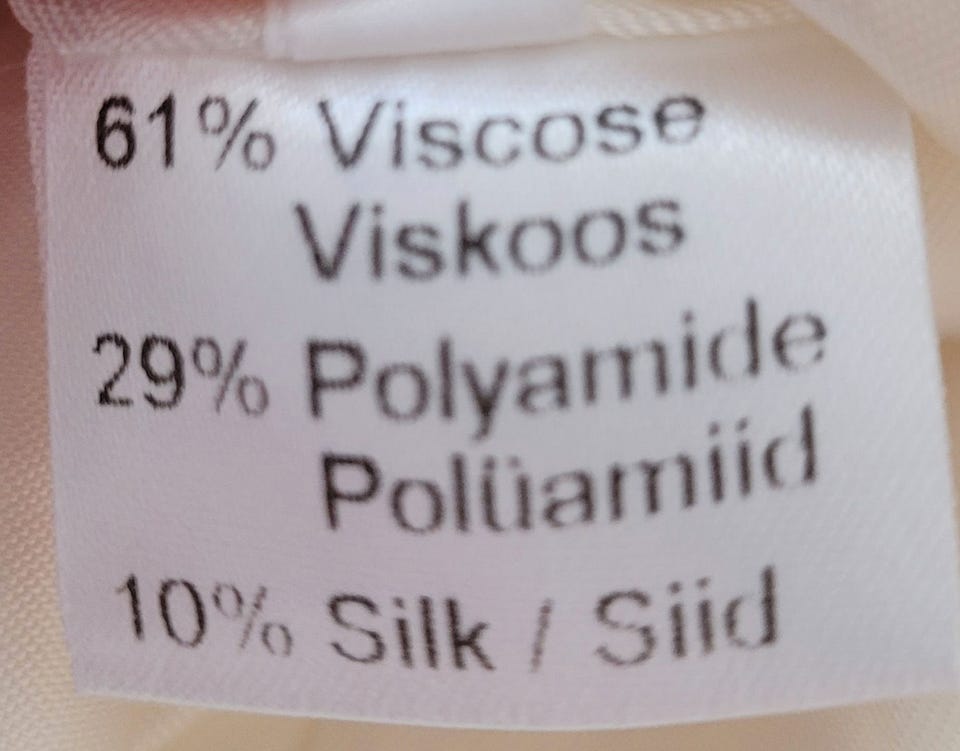 61% Viscose
Viskoos
29% Polyamide
Polüamiid
10% Silk / Siid